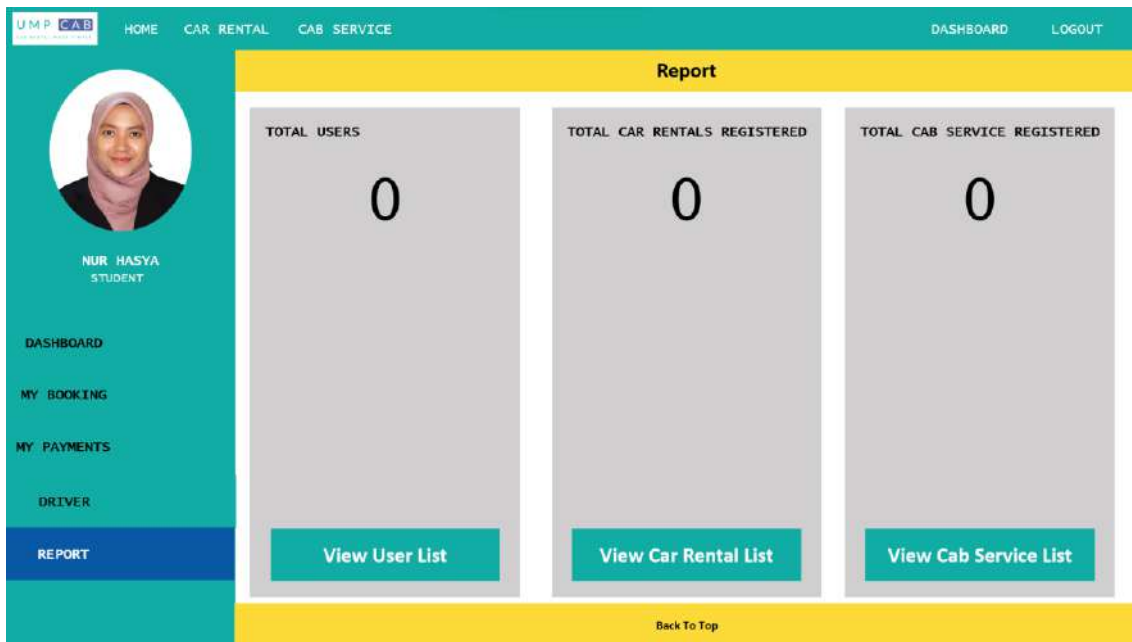 UMP CAB
HOME
CAR RENTAL
CAB SERVICE
DASHBOARD
LOGOUT
NUR HASYA
STUDENT
DASHBOARD
MY BOOKING
MY PAYMENTS
DRIVER
REPORT
Report
TOTAL USERS
0
View User List
TOTAL CAR RENTALS REGISTERED
0
View Car Rental List
TOTAL CAB SERVICE REGISTERED
0
View Cab Service List
Back To Top